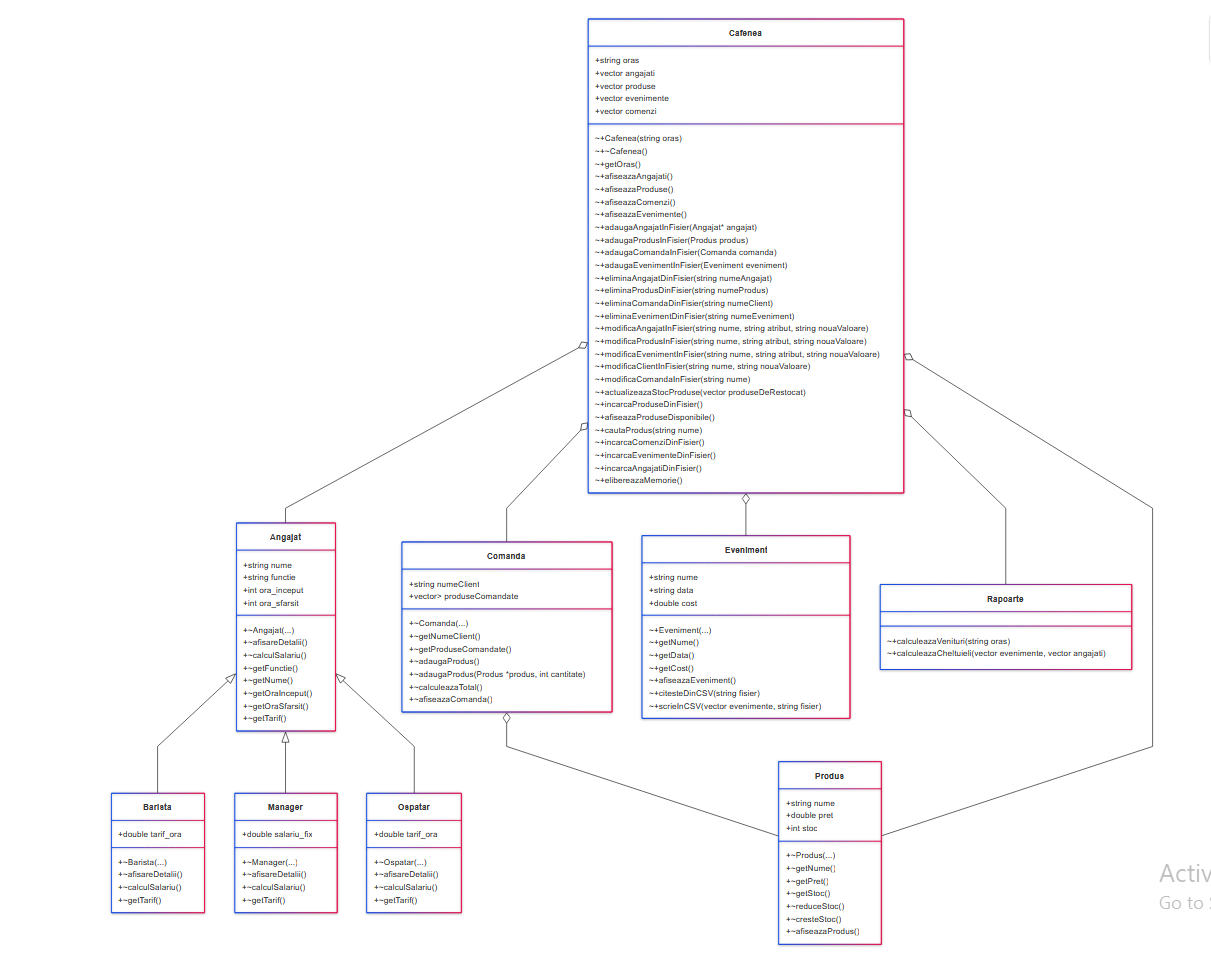 Cafenea
+string oras
+vector angajati
+vector produse
+vector evenimente
+vector comenzi
~+Cafenea(string oras)
~+~Cafenea()
~+getOras()
~+afiseazaAngajati()
~+afiseazaProduse()
~+afiseazaComenzi()
~+afiseazaEvenimente()
~+adaugaAngajatInFisier(Angajat* angajat)
~+adaugaProdusInFisier(Produs produs)
~+adaugaComandaInFisier(Comanda comanda)
~+adaugaEvenimentInFisier(Eveniment eveniment)
~+eliminaAngajatDinFisier(string numeAngajat)
~+eliminaProdusDinFisier(string numeProdus)
~+eliminaComandaDinFisier(string numeClient)
~+eliminaEvenimentDinFisier(string numeEveniment)
~+modificaAngajatInFisier(string nume, string atribut, string nouaValoare)
~+modificaProdusInFisier(string nume, string atribut, string nouaValoare)
~+modificaEvenimentInFisier(string nume, string atribut, string nouaValoare)
~+modificaClientInFisier(string nume, string nouaValoare)
~+modificaComandaInFisier(string nume)
~+actualizeazaStocProduse(vector produseDeRestocat)
~+incarcaProduseDinFisier()
~+afiseazaProduseDisponibile()
~+cautaProdus(string nume)
~+incarcaComenziDinFisier()
~+incarcaEvenimenteDinFisier()
~+incarcaAngajatiDinFisier()
~+elibereazaMemorie()
Angajat
+string nume
+string functie
+int ora_inceput
+int ora_sfarsit
+~Angajat(...)
+~afisareDetalii()
+~calculSalariu()
+~getFunctie()
+~getNume()
+~getOraInceput()
+~getOraSfarsit()
+~getTarif()
Comanda
+string numeClient
+vector> produseComandate
+~Comanda(...)
+~getNumeClient()
+~getProduseComandate()
+~adaugaProdus()
+~adaugaProdus(Produs *produs, int cantitate)
+~calculeazaTotal()
+~afiseazaComanda()
Eveniment
+string nume
+string data
+double cost
~+Eveniment(...)
~+getNume()
~+getData()
~+getCost()
~+afiseazaEveniment()
~+citesteDinCSV(string fisier)
~+scrieInCSV(vector evenimente, string fisier)
Rapoarte
~+calculeazaVenituri(string oras)
~+calculeazaCheltuieli(vector evenimente, vector angajati)
Barista
+double tarif_ora
+~Barista(...)
+~afisareDetalii()
+~calculSalariu()
+~getTarif()
Manager
+double salariu_fix
+~Manager(...)
+~afisareDetalii()
+~calculSalariu()
+~getTarif()
Ospatar
+double tarif_ora
+~Ospatar(...)
+~afisareDetalii()
+~calculSalariu()
+~getTarif()
Produs
+string nume
+double pret
+int stoc
+~Produs(...)
+~getNume()
+~getPret()
+~getStoc()
+~reduceStoc()
+~cresteStoc()
+~afiseazaProdus()
Activ
Go to